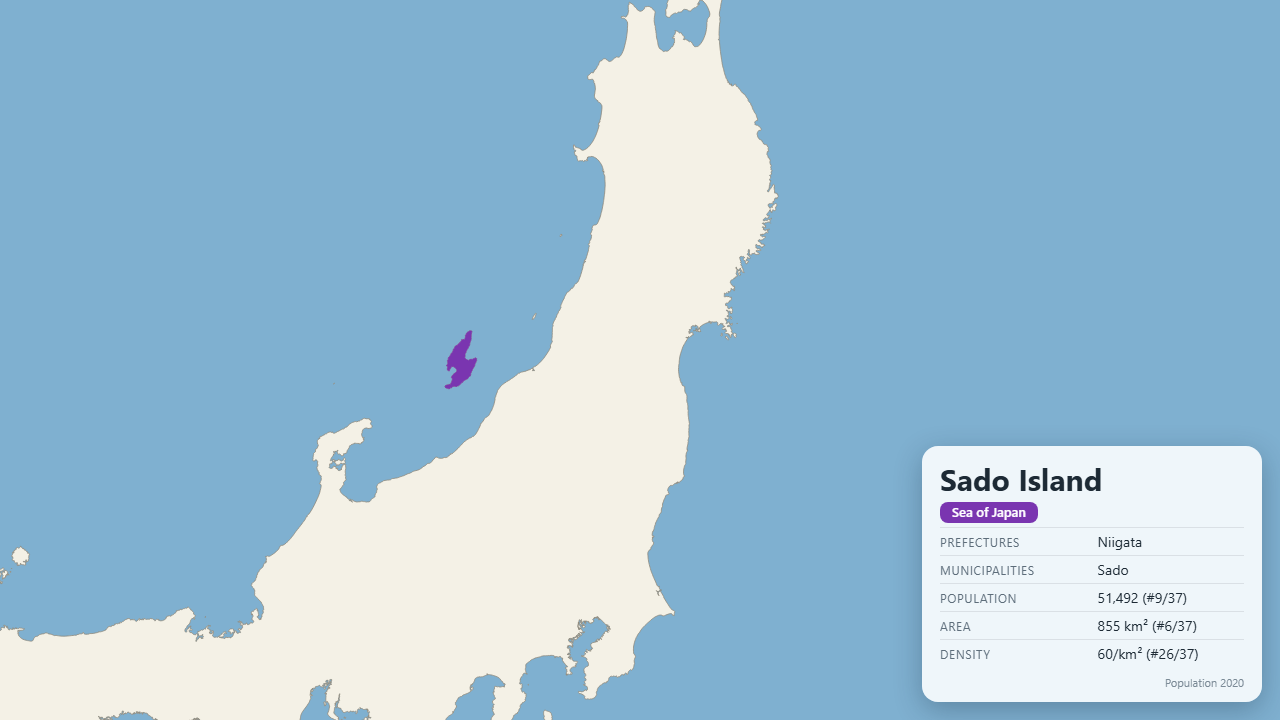 Sado Island
Sea of Japan
PREFECTURES Niigata
MUNICIPALITIES Sado
POPULATION 51,492 (#9/37)
AREA 855 km² (#6/37)
DENSITY 60/km² (#26/37)
Population 2020